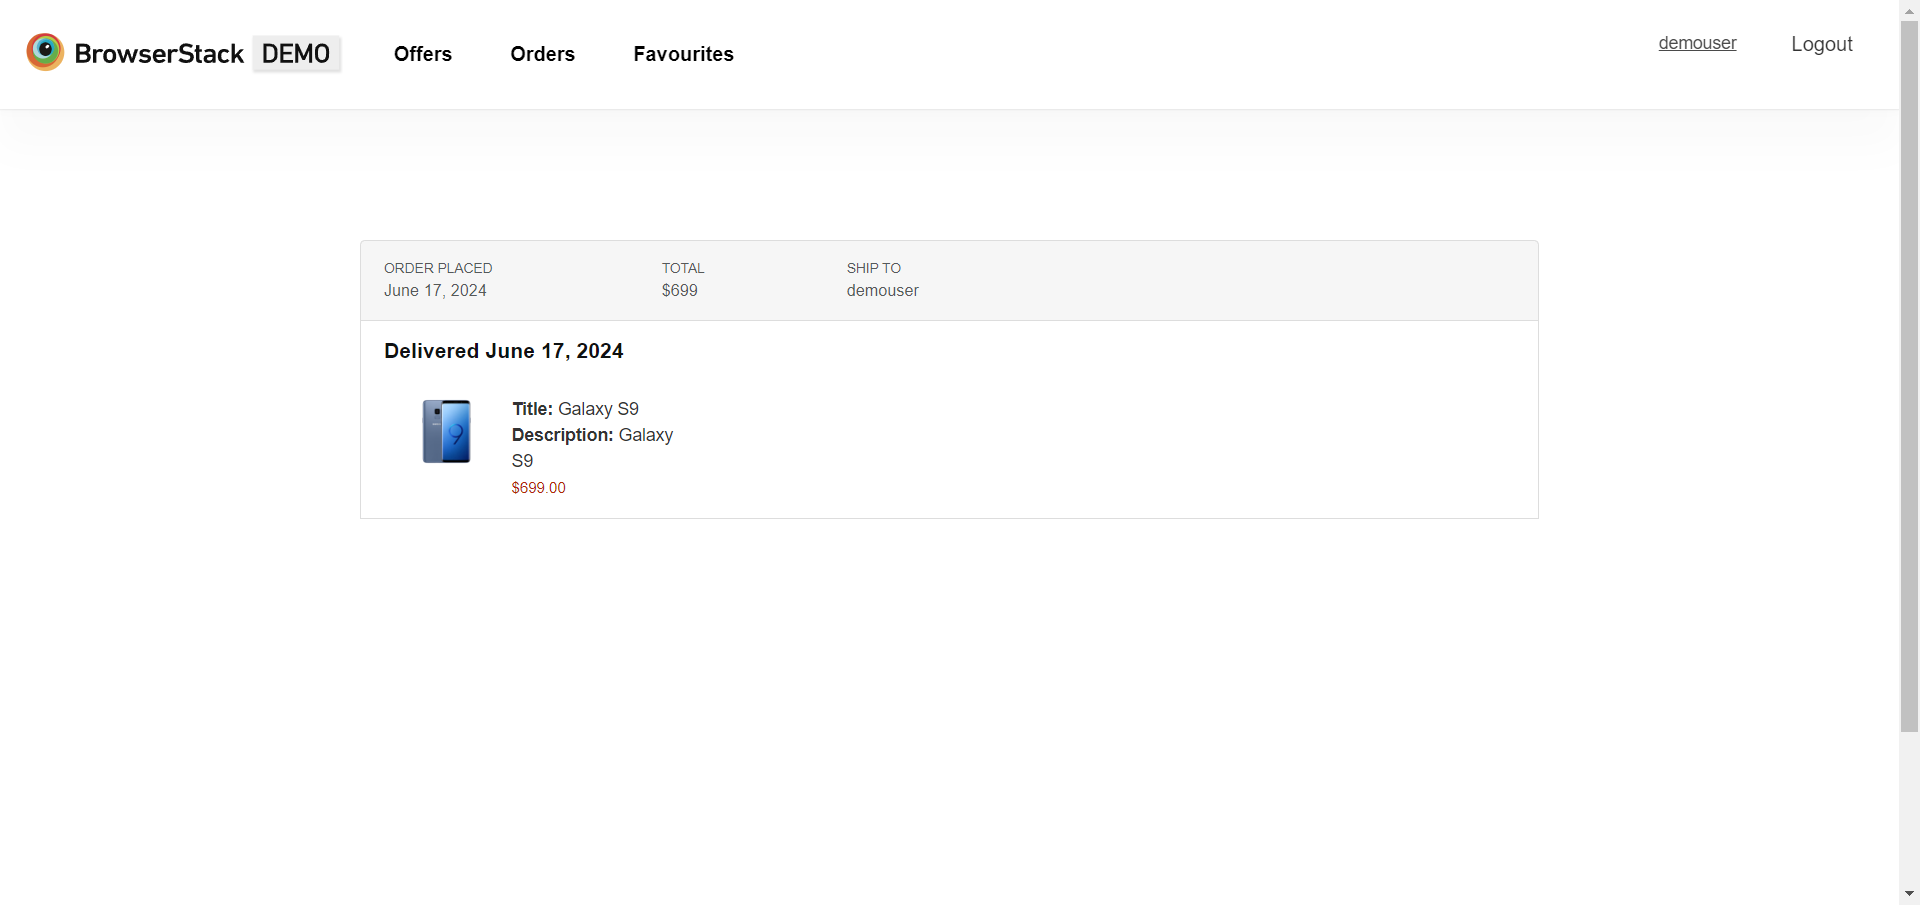 BrowserStack DEMO
Offers
Orders
Favourites
demouser
Logout
ORDER PLACED
June 17, 2024
TOTAL
$699
SHIP TO
demouser
Delivered June 17, 2024
Title: Galaxy S9
Description: Galaxy
S9
$699.00
9